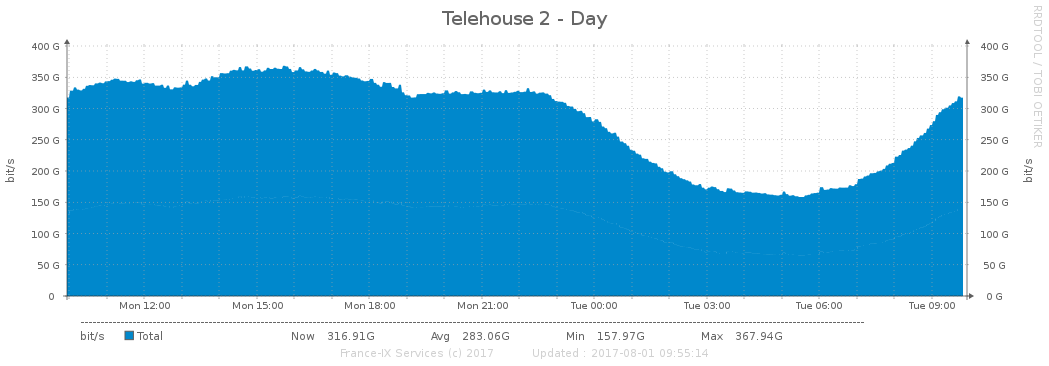 Telehouse 2 - Day
RRDTOOL / TOBI OETIKER
bit/s
400 G 400 G
350 G 350 G
300 G 300 G
250 G 250 G
200 G 200 G
150 G 150 G
100 G 100 G
50 G 50 G
0 0 G
bit/s
Mon 12:00 Mon 15:00 Mon 18:00 Mon 21:00 Tue 00:00 Tue 03:00 Tue 06:00 Tue 09:00
bit/s Total Now 316.91G Avg 283.06G Min 157.97G Max 367.94G
France-IX Services (c) 2017 Updated : 2017-08-01 09:55:14